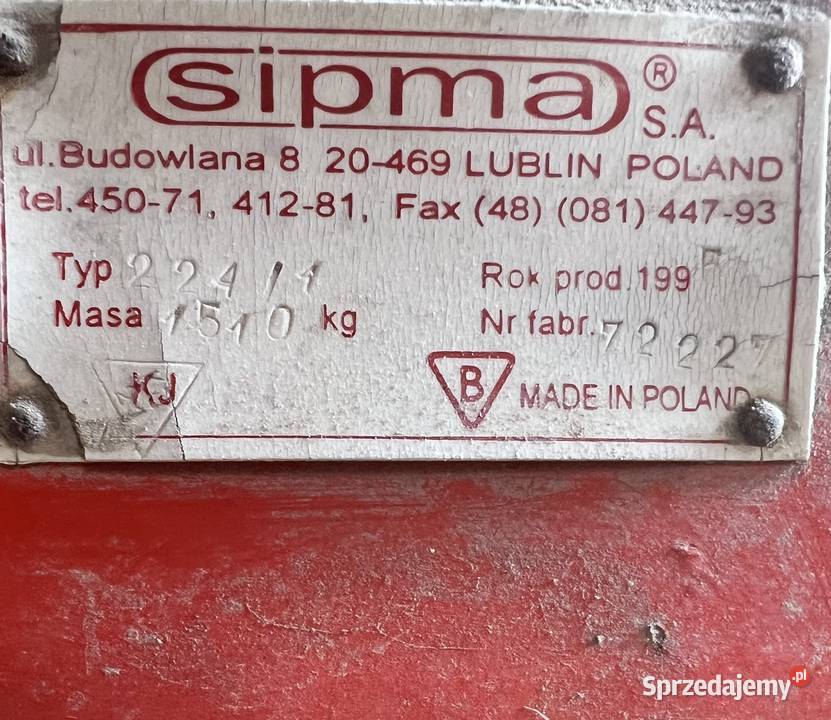 sipma ® S.A.
ul.Budowlana 8 20-469 LUBLIN POLAND
tel.450-71, 412-81, Fax (48) (081) 447-93
Typ 224/1 Rok prod.199
Masa 1510 kg Nr fabr.72227
KJ B MADE IN POLAND
Sprzedajemy.pl